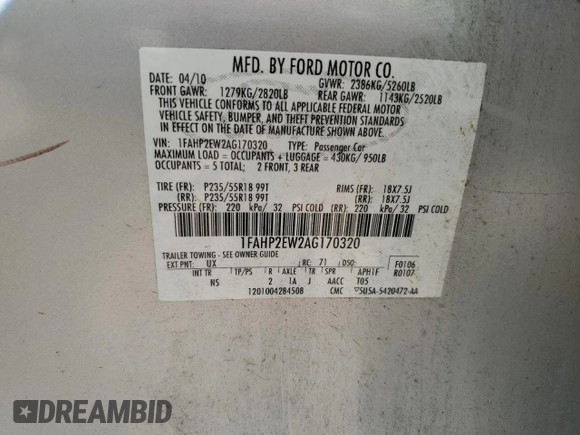 MFD. BY FORD MOTOR CO.
DATE: 04/10 GVWR: 2386KG/5260LB
FRONT GAWR: 1279KG/2820LB REAR GAWR: 1143KG/2520LB
THIS VEHICLE CONFORMS TO ALL APPLICABLE FEDERAL MOTOR
VEHICLE SAFETY, BUMPER, AND THEFT PREVENTION STANDARDS
IN EFFECT ON THE DATE OF MANUFACTURE SHOWN ABOVE.
VIN: 1FAHP2EW2AG170320 TYPE: Passenger Car
MAXIMUM LOAD = OCCUPANTS + LUGGAGE = 430KG/950LB
OCCUPANTS = 5 TOTAL; 2 FRONT, 3 REAR
TIRE (FR): P235/55R18 99T RIMS (FR): 18X7.5J
(RR): P235/55R18 99T (RR): 18X7.5J
PRESSURE (FR): 220 kPa/ 32 PSI COLD (RR): 220 kPa/ 32 PSI COLD
1FAHP2EW2AG170320
TRAILER TOWING - SEE OWNER GUIDE
EXT PNT: UX RC: 71 DSO: F0106
INT TR TP/PS R AXLE TR SPR APH1F R0107
NS 2 1A J AACC T05
1201004284508 CMC 5U5A-5420472-AA
DREAMBID